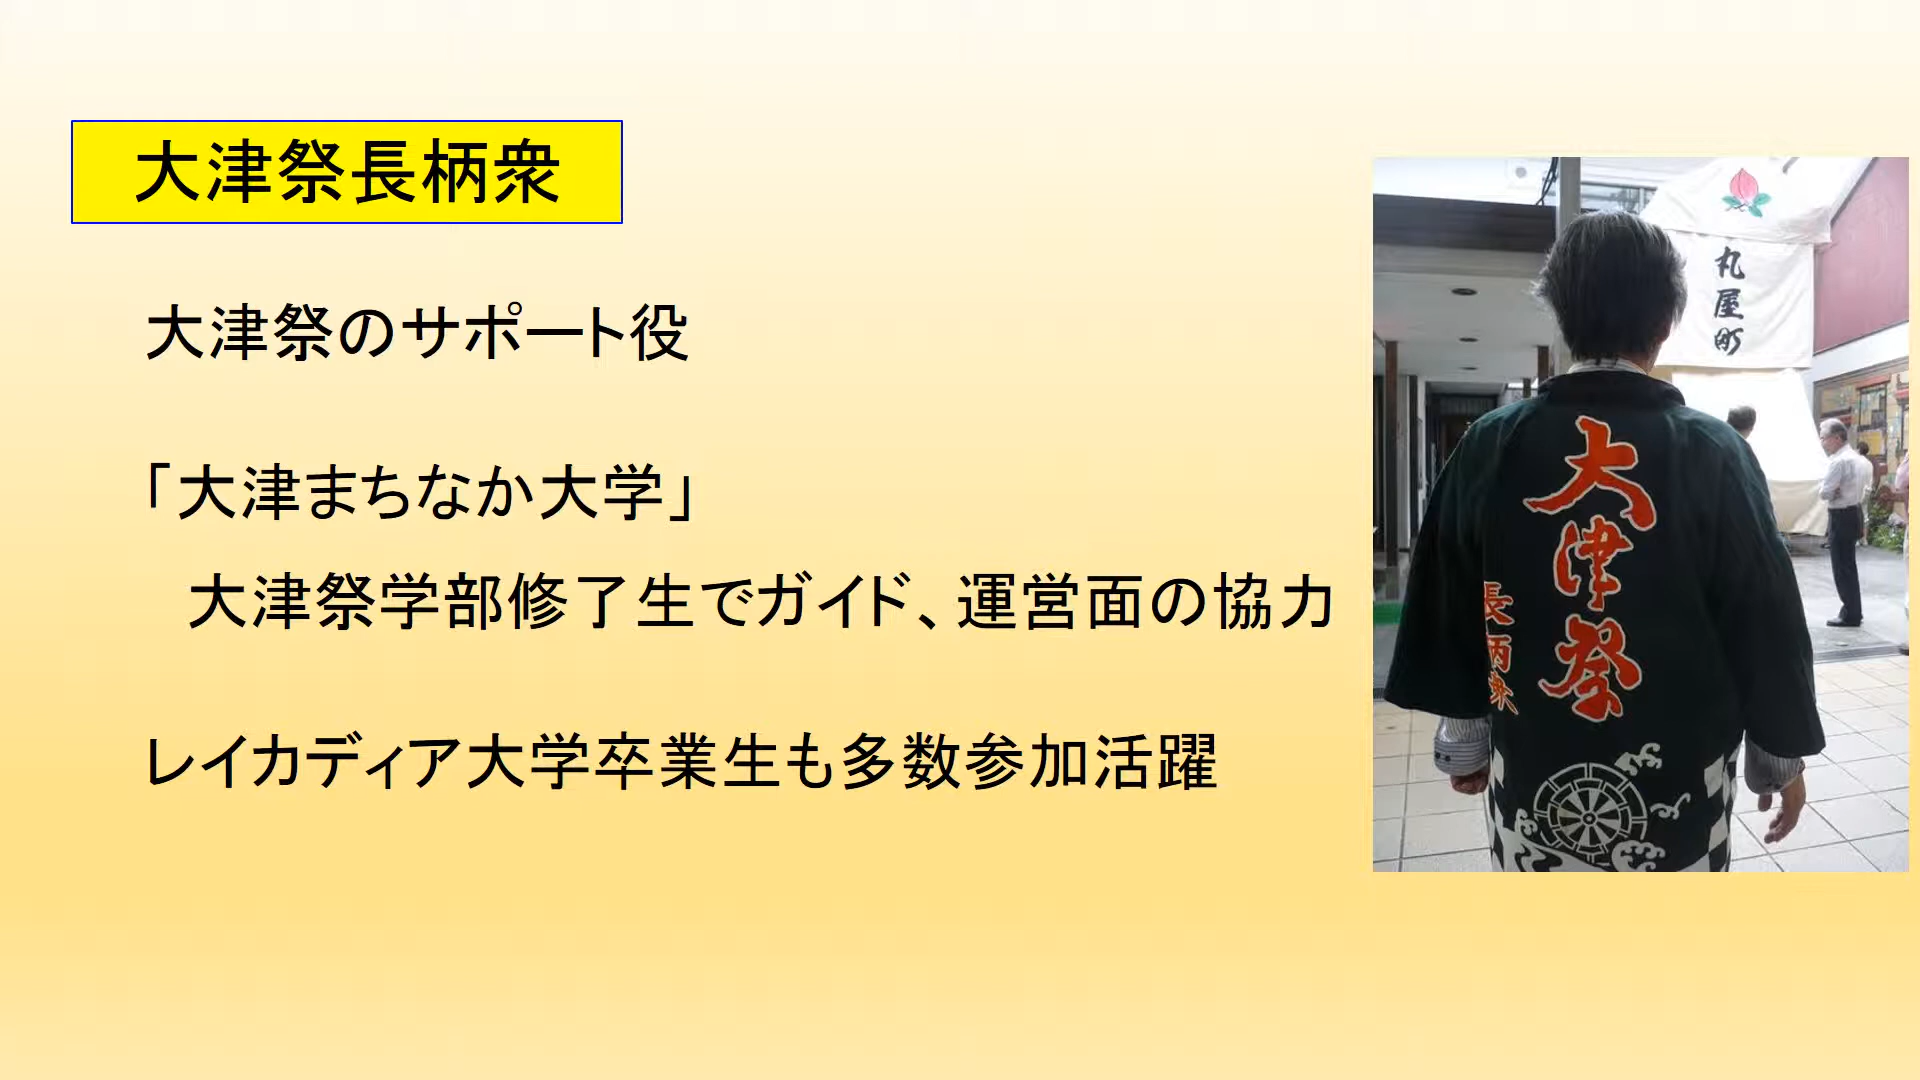 大津祭長柄衆
大津祭のサポート役
「大津まちなか大学」
大津祭学部修了生でガイド、運営面の協力
レイカディア大学卒業生も多数参加活躍
丸屋町
大津祭
長柄衆